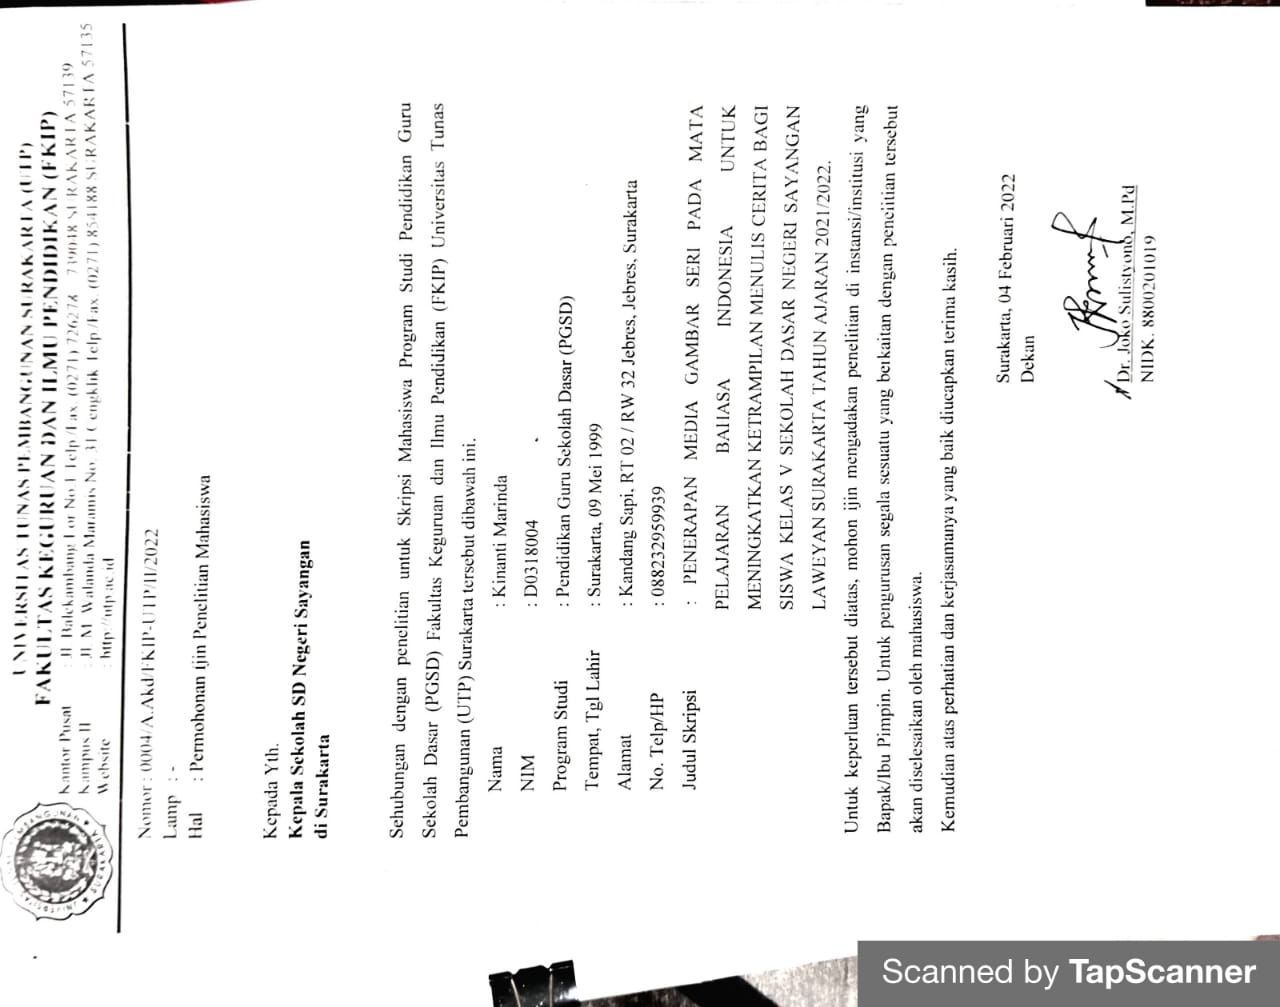 UNIVERSITAS TUNAS PEMBANGUNAN SURAKARTA (UTP)
FAKULTAS KEGURUAN DAN ILMU PENDIDIKAN (FKIP)
Kantor Pusat : Jl. Balekambang Lor No.1 Telp/Fax. (0271) 726278 739048 SURAKARTA 57139
Kampus II : Jl. M. Walanda Maramis No. 31 Cengklik Telp./Fax. (0271) 854188 SURAKARTA 57135
Website : http://utp.ac.id
Nomor : 0004/A.Akd/FKIP-UTP/II/2022
Lamp : -
Hal : Permohonan ijin Penelitian Mahasiswa
Kepada Yth.
Kepala Sekolah SD Negeri Sayangan
di Surakarta
Sehubungan dengan penelitian untuk Skripsi Mahasiswa Program Studi Pendidikan Guru
Sekolah Dasar (PGSD) Fakultas Keguruan dan Ilmu Pendidikan (FKIP) Universitas Tunas
Pembangunan (UTP) Surakarta tersebut dibawah ini.
Nama : Kinanti Marinda
NIM : D0318004
Program Studi : Pendidikan Guru Sekolah Dasar (PGSD)
Tempat, Tgl Lahir : Surakarta, 09 Mei 1999
Alamat : Kandang Sapi, RT 02 / RW 32 Jebres, Jebres, Surakarta
No. Telp/HP : 088232959939
Judul Skripsi : PENERAPAN MEDIA GAMBAR SERI PADA MATA
PELAJARAN BAHASA INDONESIA UNTUK
MENINGKATKAN KETRAMPILAN MENULIS CERITA BAGI
SISWA KELAS V SEKOLAH DASAR NEGERI SAYANGAN
LAWEYAN SURAKARTA TAHUN AJARAN 2021/2022.
Untuk keperluan tersebut diatas, mohon ijin mengadakan penelitian di instansi/institusi yang
Bapak/Ibu Pimpin. Untuk pengurusan segala sesuatu yang berkaitan dengan penelitian tersebut
akan diselesaikan oleh mahasiswa.
Kemudian atas perhatian dan kerjasamanya yang baik diucapkan terima kasih.
Surakarta, 04 Februari 2022
Dekan
Dr. Joko Sulistyono, M.Pd
NIDK. 8800201019
Scanned by TapScanner